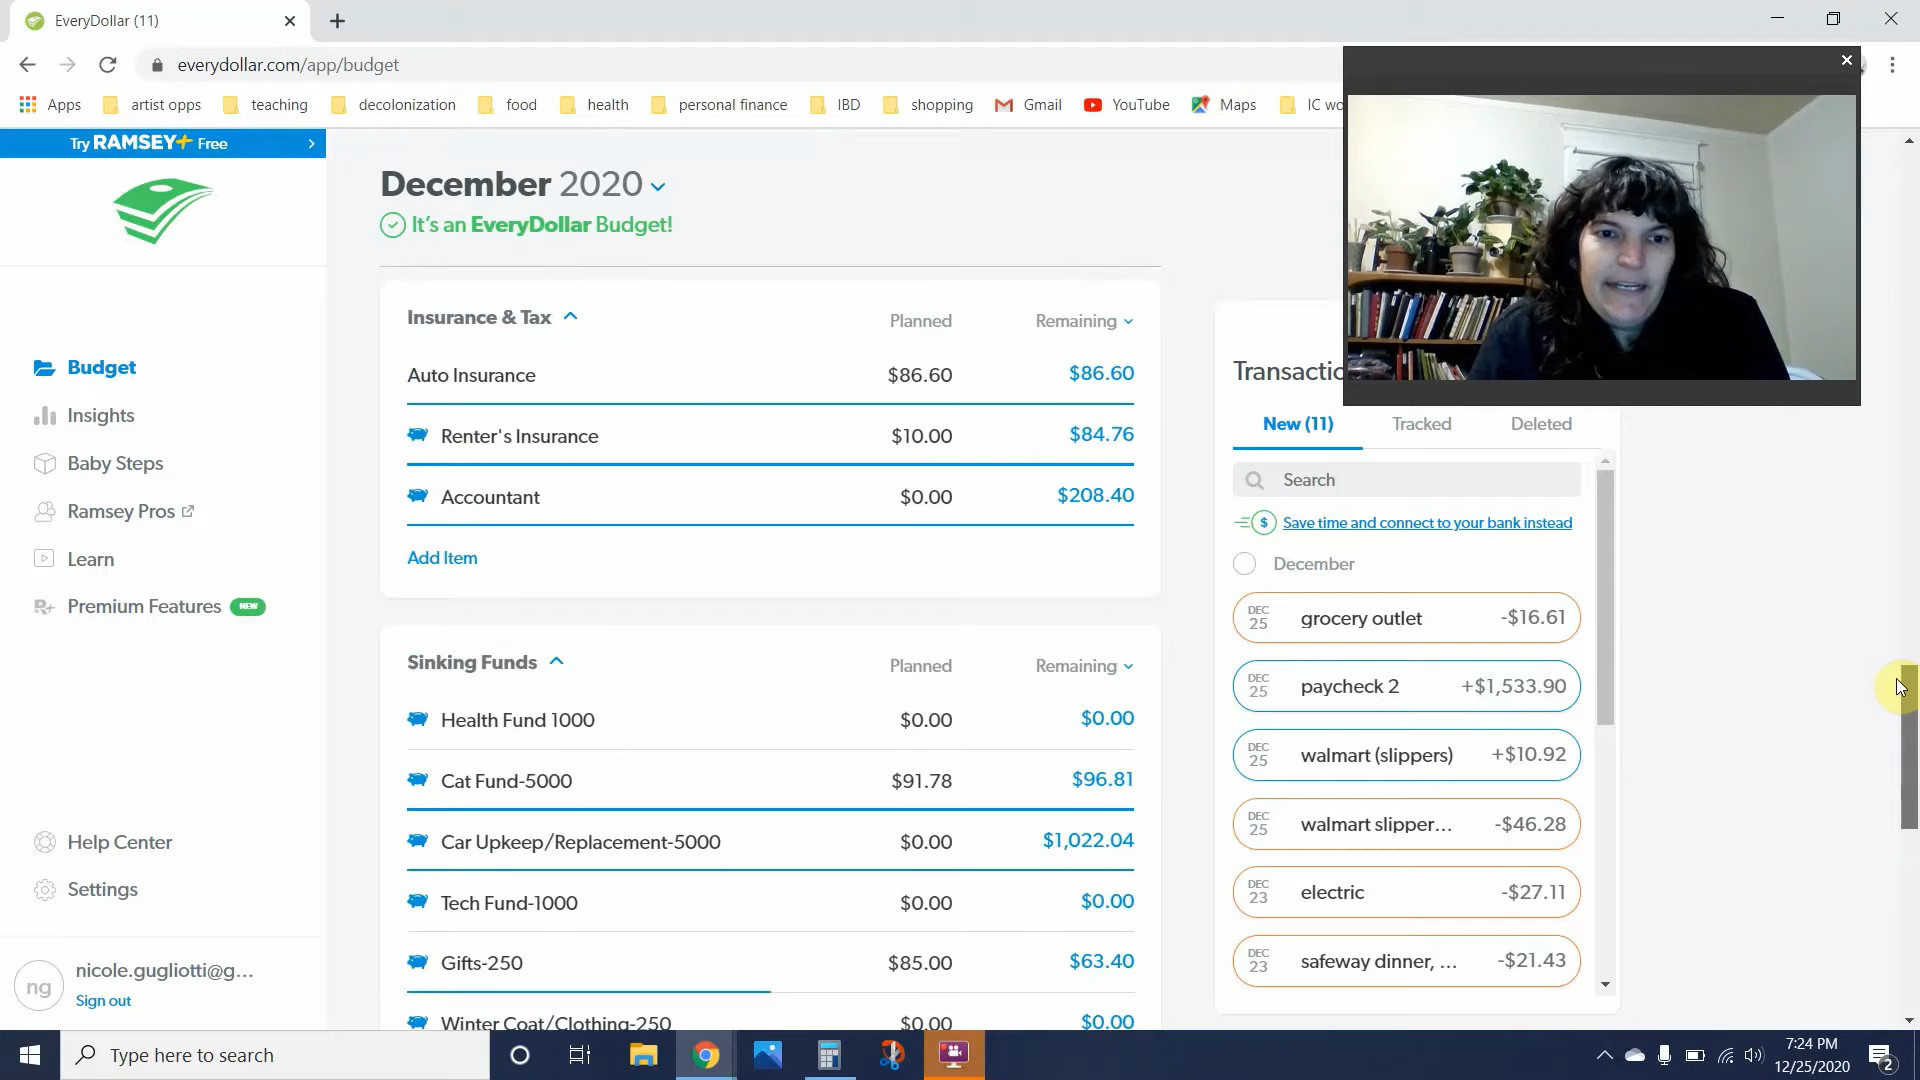 EveryDollar (11)
everydollar.com/app/budget
Apps artist opps teaching decolonization food health personal finance IBD shopping Gmail YouTube Maps IC wo
Try RAMSEY+ Free
December 2020
It's an EveryDollar Budget!
Budget
Insights
Baby Steps
Ramsey Pros
Learn
R+ Premium Features NEW
Help Center
Settings
ng nicole.gugliotti@g...
Sign out
Insurance & Tax Planned Remaining
Auto Insurance $86.60 $86.60
Renter's Insurance $10.00 $84.76
Accountant $0.00 $208.40
Add Item
Sinking Funds Planned Remaining
Health Fund 1000 $0.00 $0.00
Cat Fund-5000 $91.78 $96.81
Car Upkeep/Replacement-5000 $0.00 $1,022.04
Tech Fund-1000 $0.00 $0.00
Gifts-250 $85.00 $63.40
Winter Coat/Clothing-250 $0.00 $0.00
Transactio
New (11) Tracked Deleted
Search
$ Save time and connect to your bank instead
December
DEC 25 grocery outlet -$16.61
DEC 25 paycheck 2 +$1,533.90
DEC 25 walmart (slippers) +$10.92
DEC 25 walmart slipper... -$46.28
DEC 23 electric -$27.11
DEC 23 safeway dinner, ... -$21.43
Type here to search
7:24 PM
12/25/2020
2